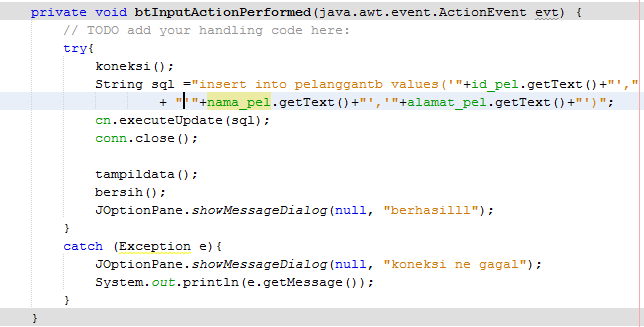 private void btInputActionPerformed(java.awt.event.ActionEvent evt) {
// TODO add your handling code here:
try{
koneksi();
String sql ="insert into pelanggantb values('"+id_pel.getText()+"',"
+ "'"+nama_pel.getText()+"','"+alamat_pel.getText()+"')";
cn.executeUpdate(sql);
conn.close();
tampildata();
bersih();
JOptionPane.showMessageDialog(null, "berhasilll");
}
catch (Exception e){
JOptionPane.showMessageDialog(null, "koneksi ne gagal");
System.out.println(e.getMessage());
}
}